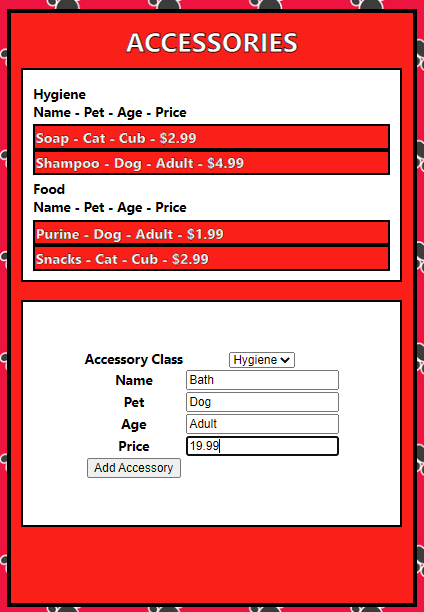 ACCESSORIES
Hygiene
Name - Pet - Age - Price
Soap - Cat - Cub - $2.99
Shampoo - Dog - Adult - $4.99
Food
Name - Pet - Age - Price
Purine - Dog - Adult - $1.99
Snacks - Cat - Cub - $2.99
Accessory Class Hygiene
Name Bath
Pet Dog
Age Adult
Price 19.99
Add Accessory